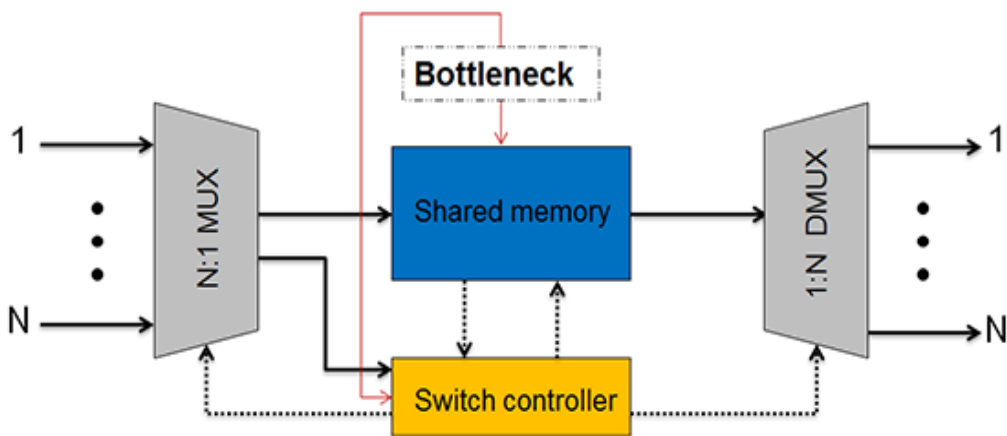 Bottleneck
1
N
N:1 MUX
Shared memory
Switch controller
1:N DMUX
1
N